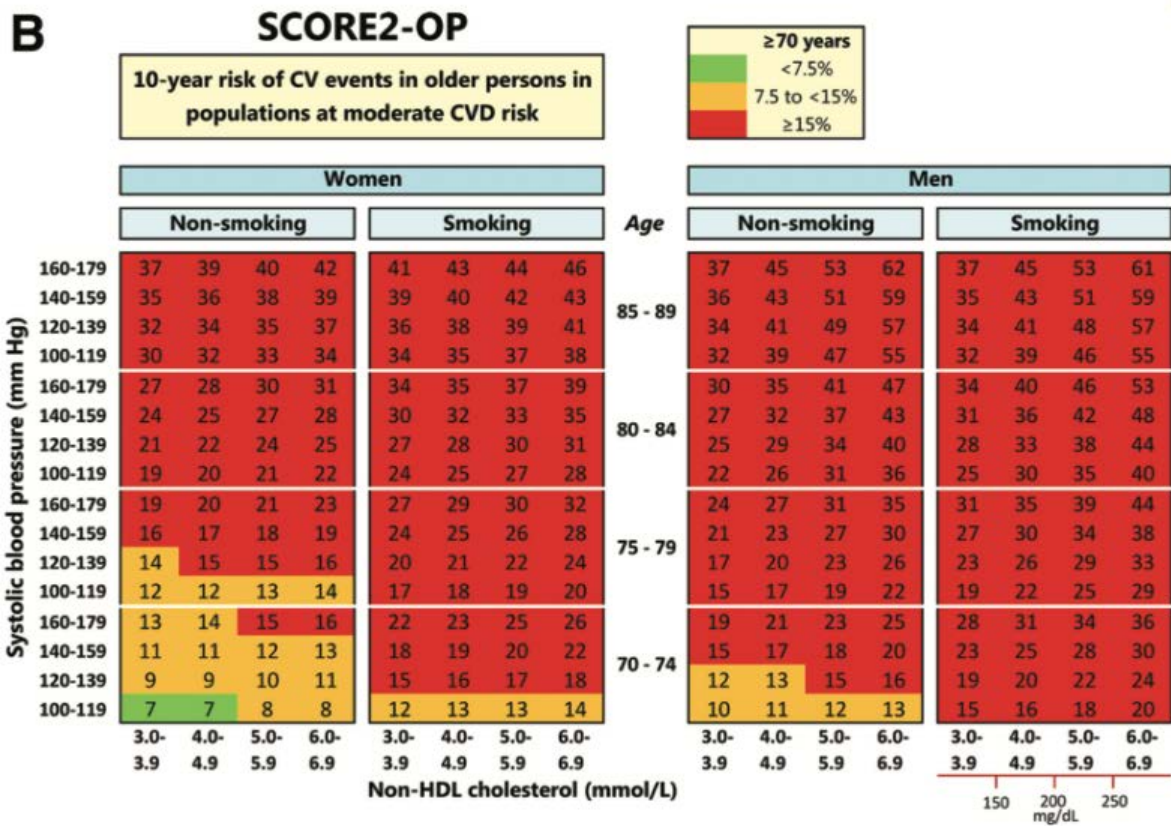 B
SCORE2-OP
10-year risk of CV events in older persons in
populations at moderate CVD risk
≥70 years
<7.5%
7.5 to <15%
≥15%
Women
Men
Non-smoking Smoking Age Non-smoking Smoking
Systolic blood pressure (mm Hg)
160-179 37 39 40 42 41 43 44 46 37 45 53 62 37 45 53 61
140-159 35 36 38 39 39 40 42 43 36 43 51 59 35 43 51 59
85 - 89
120-139 32 34 35 37 36 38 39 41 34 41 49 57 34 41 48 57
100-119 30 32 33 34 34 35 37 38 32 39 47 55 32 39 46 55
160-179 27 28 30 31 34 35 37 39 30 35 41 47 34 40 46 53
140-159 24 25 27 28 30 32 33 35 27 32 37 43 31 36 42 48
80 - 84
120-139 21 22 24 25 27 28 30 31 25 29 34 40 28 33 38 44
100-119 19 20 21 22 24 25 27 28 22 26 31 36 25 30 35 40
160-179 19 20 21 23 27 29 30 32 24 27 31 35 31 35 39 44
140-159 16 17 18 19 24 25 26 28 21 23 27 30 27 30 34 38
75 - 79
120-139 14 15 15 16 20 21 22 24 17 20 23 26 23 26 29 33
100-119 12 12 13 14 17 18 19 20 15 17 19 22 19 22 25 29
160-179 13 14 15 16 22 23 25 26 19 21 23 25 28 31 34 36
140-159 11 11 12 13 18 19 20 22 15 17 18 20 23 25 28 30
70 - 74
120-139 9 9 10 11 15 16 17 18 12 13 15 16 19 20 22 24
100-119 7 7 8 8 12 13 13 14 10 11 12 13 15 16 18 20
3.0- 4.0- 5.0- 6.0- 3.0- 4.0- 5.0- 6.0- 3.0- 4.0- 5.0- 6.0- 3.0- 4.0- 5.0- 6.0-
3.9 4.9 5.9 6.9 3.9 4.9 5.9 6.9 3.9 4.9 5.9 6.9 3.9 4.9 5.9 6.9
Non-HDL cholesterol (mmol/L)
150 200 250
mg/dL